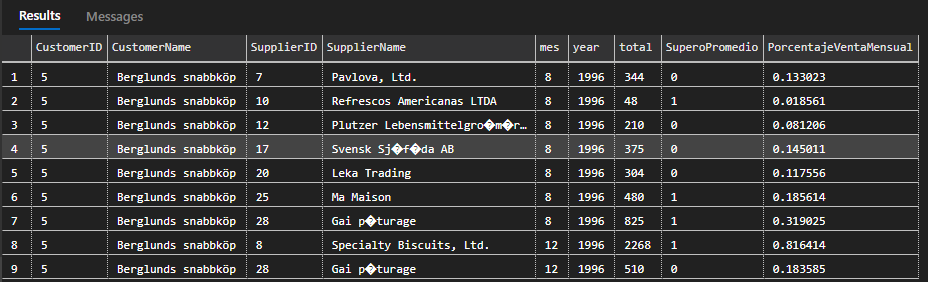 Results Messages
CustomerID CustomerName SupplierID SupplierName mes year total SuperoPromedio PorcentajeVentaMensual
1 5 Berglunds snabbköp 7 Pavlova, Ltd. 8 1996 344 0 0.133023
2 5 Berglunds snabbköp 10 Refrescos Americanas LTDA 8 1996 48 1 0.018561
3 5 Berglunds snabbköp 12 Plutzer Lebensmittelgro�m�r… 8 1996 210 0 0.081206
4 5 Berglunds snabbköp 17 Svensk Sj�f�da AB 8 1996 375 0 0.145011
5 5 Berglunds snabbköp 20 Leka Trading 8 1996 304 0 0.117556
6 5 Berglunds snabbköp 25 Ma Maison 8 1996 480 1 0.185614
7 5 Berglunds snabbköp 28 Gai p�turage 8 1996 825 1 0.319025
8 5 Berglunds snabbköp 8 Specialty Biscuits, Ltd. 12 1996 2268 1 0.816414
9 5 Berglunds snabbköp 28 Gai p�turage 12 1996 510 0 0.183585